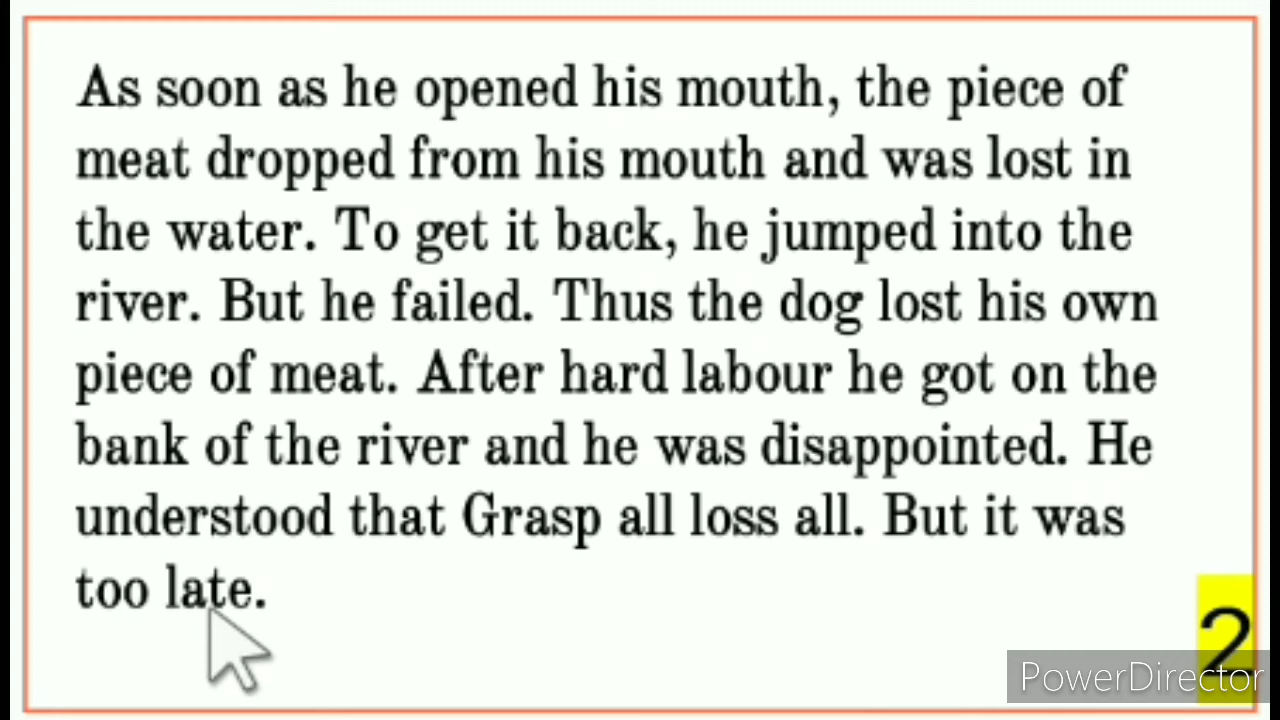 As soon as he opened his mouth, the piece of
meat dropped from his mouth and was lost in
the water. To get it back, he jumped into the
river. But he failed. Thus the dog lost his own
piece of meat. After hard labour he got on the
bank of the river and he was disappointed. He
understood that Grasp all loss all. But it was
too late.
2
PowerDirector